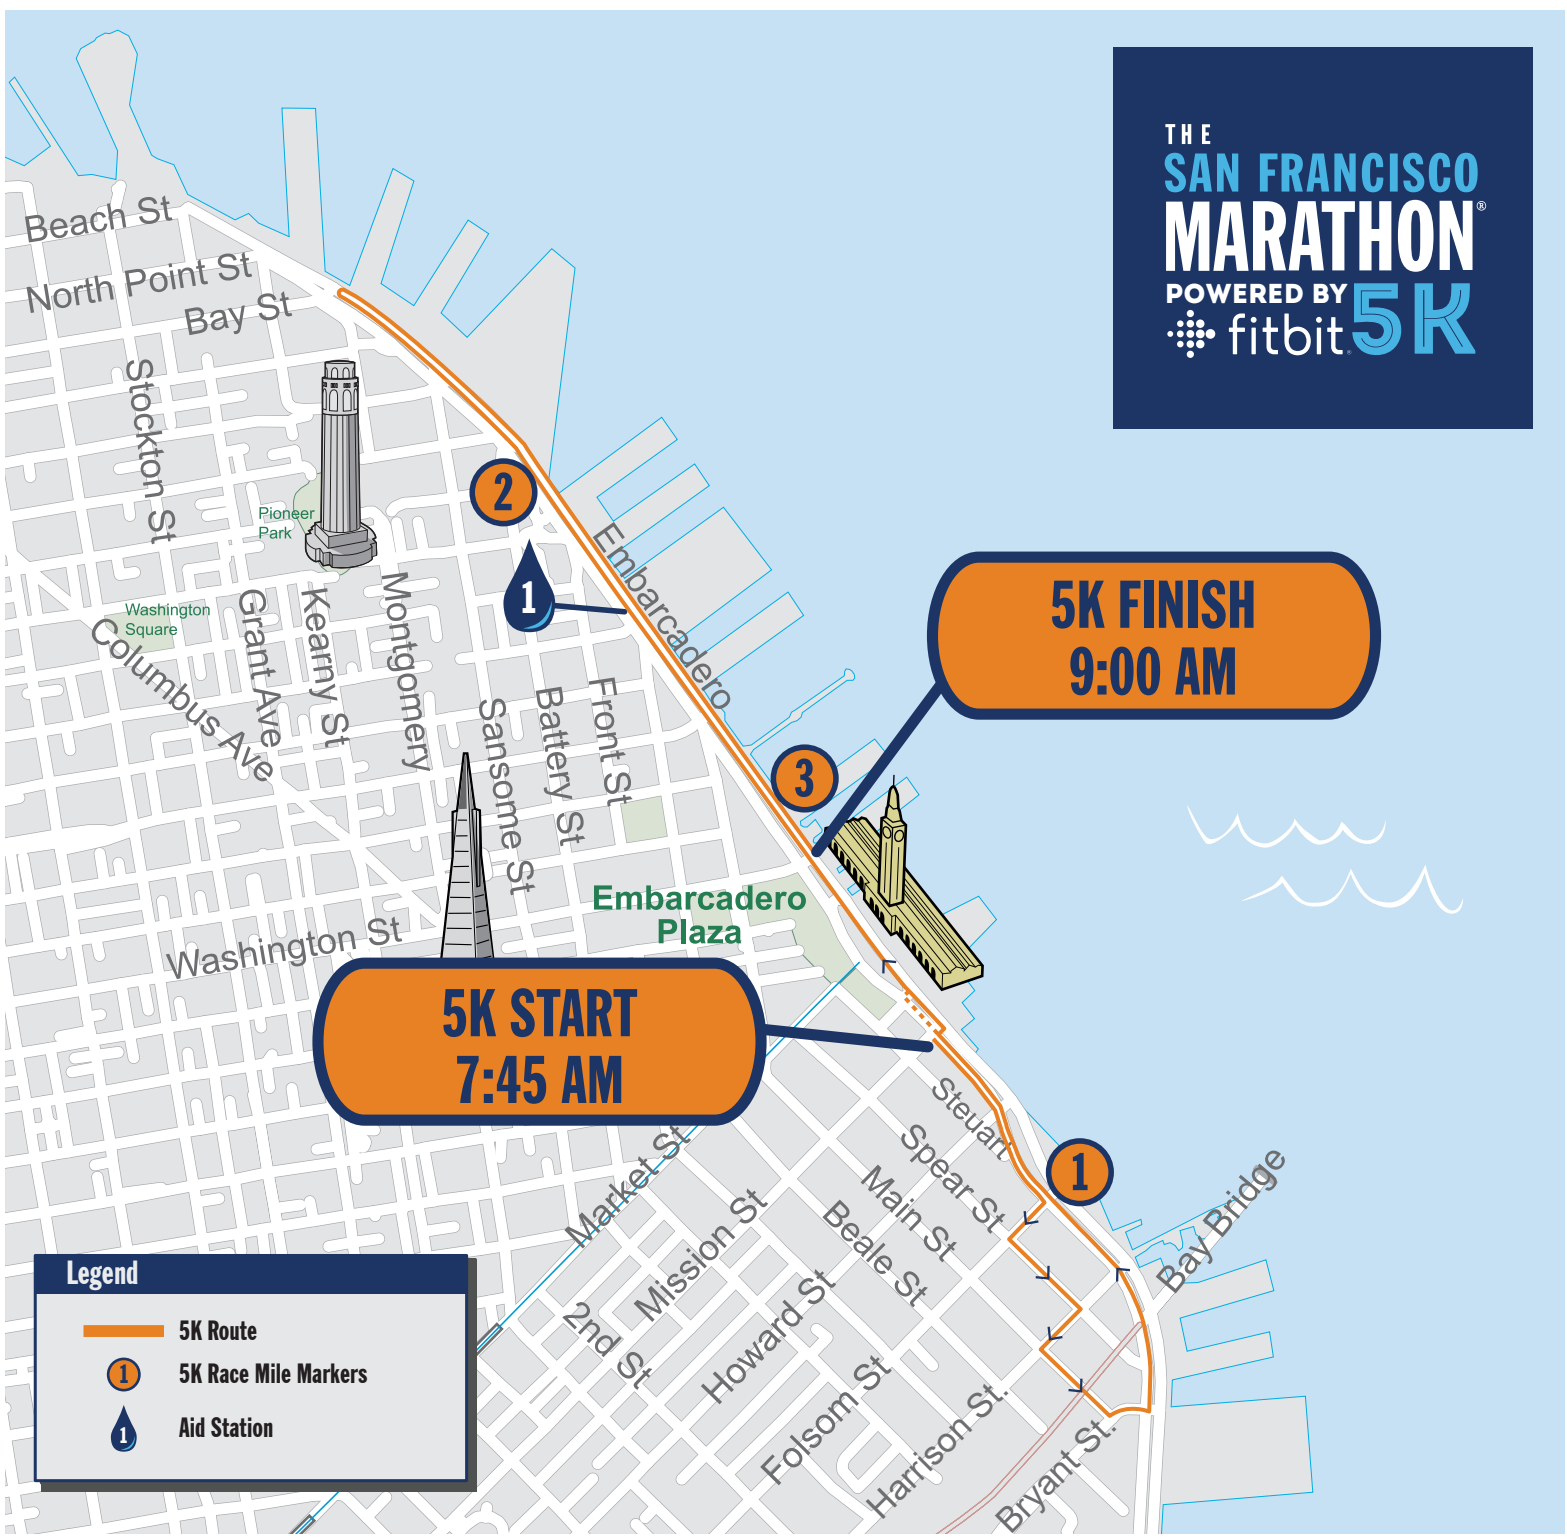 THE
SAN FRANCISCO
MARATHON®
POWERED BY
fitbit® 5K
Beach St
North Point St
Bay St
Stockton St
Pioneer
Park
2
1
Embarcadero
Washington
Square
Columbus Ave
Grant Ave
Kearny St
Montgomery
Sansome St
Battery St
Front St
5K FINISH
9:00 AM
3
Embarcadero
Plaza
Washington St
5K START
7:45 AM
Steuart
Spear St
Main St
Beale St
1
Bay Bridge
Market St
Mission St
Howard St
2nd St
Folsom St
Harrison St.
Bryant St.
Legend
5K Route
1 5K Race Mile Markers
1 Aid Station